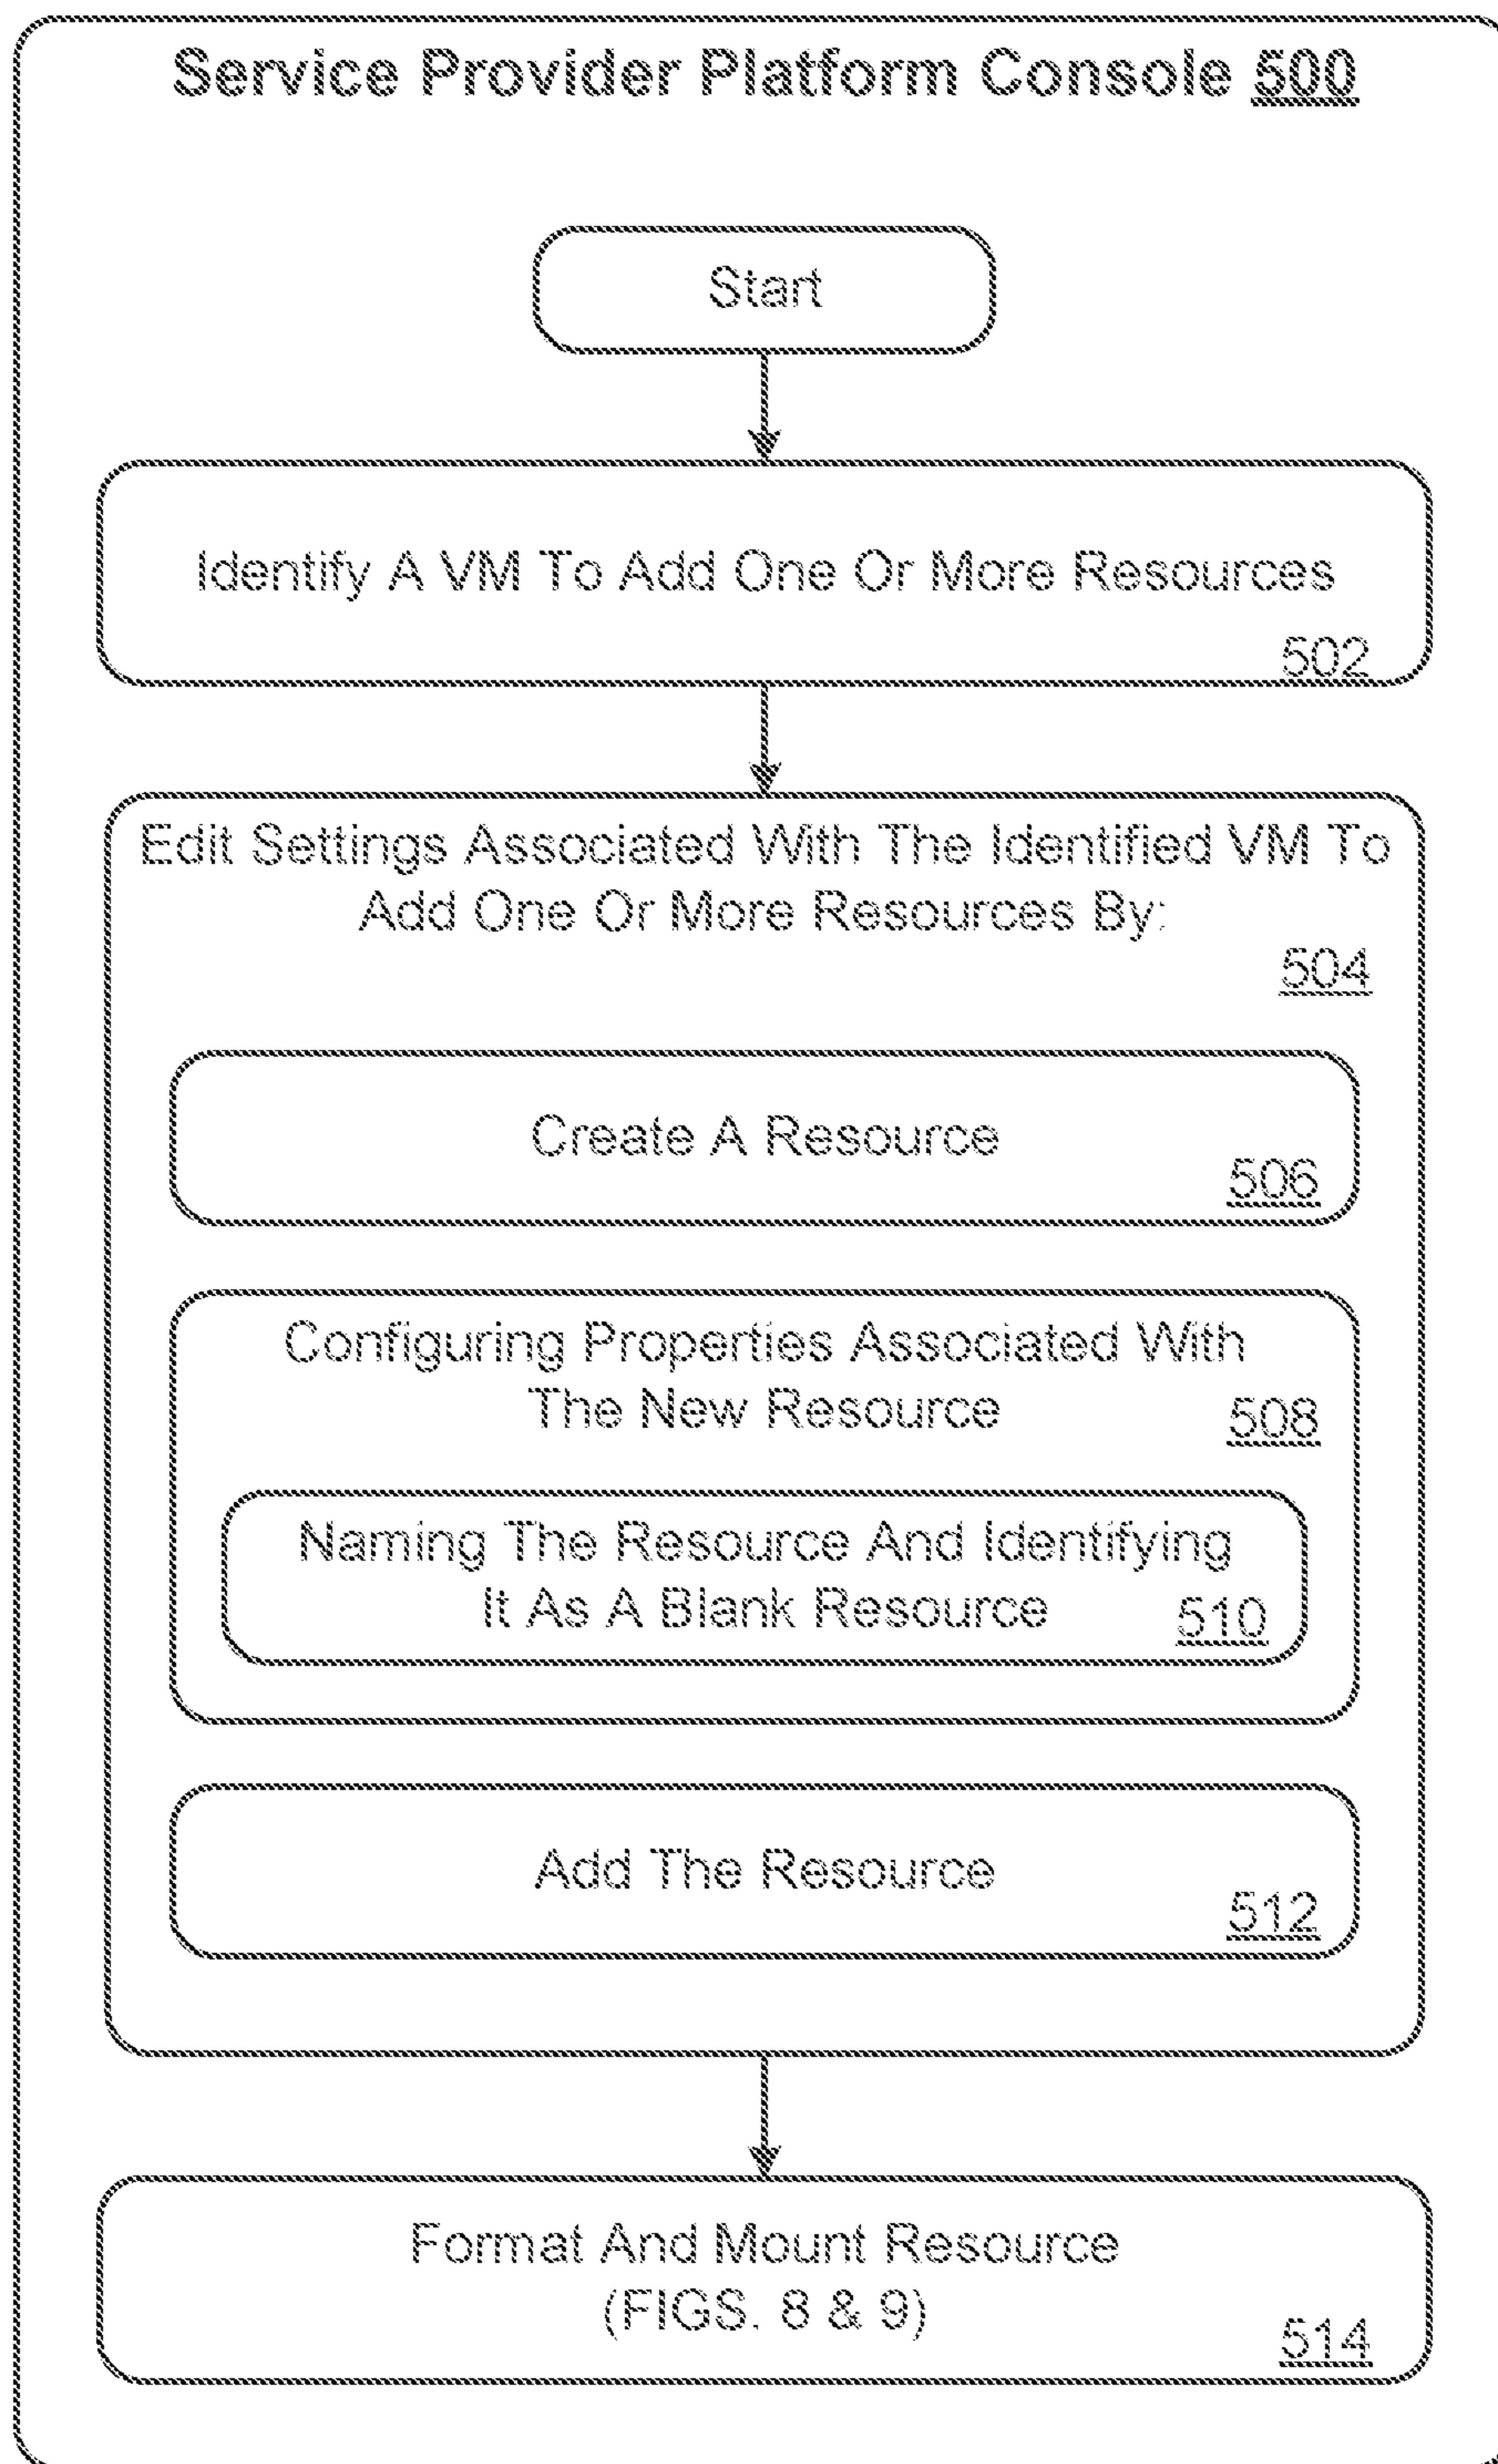 Service Provider Platform Console 500
Start
Identify A VM To Add One Or More Resources
502
Edit Settings Associated With The Identified VM To
Add One Or More Resources By:
504
Create A Resource
506
Configuring Properties Associated With
The New Resource
508
Naming The Resource And Identifying
It As A Blank Resource
510
Add The Resource
512
Format And Mount Resource
(FIGS. 8 & 9)
514